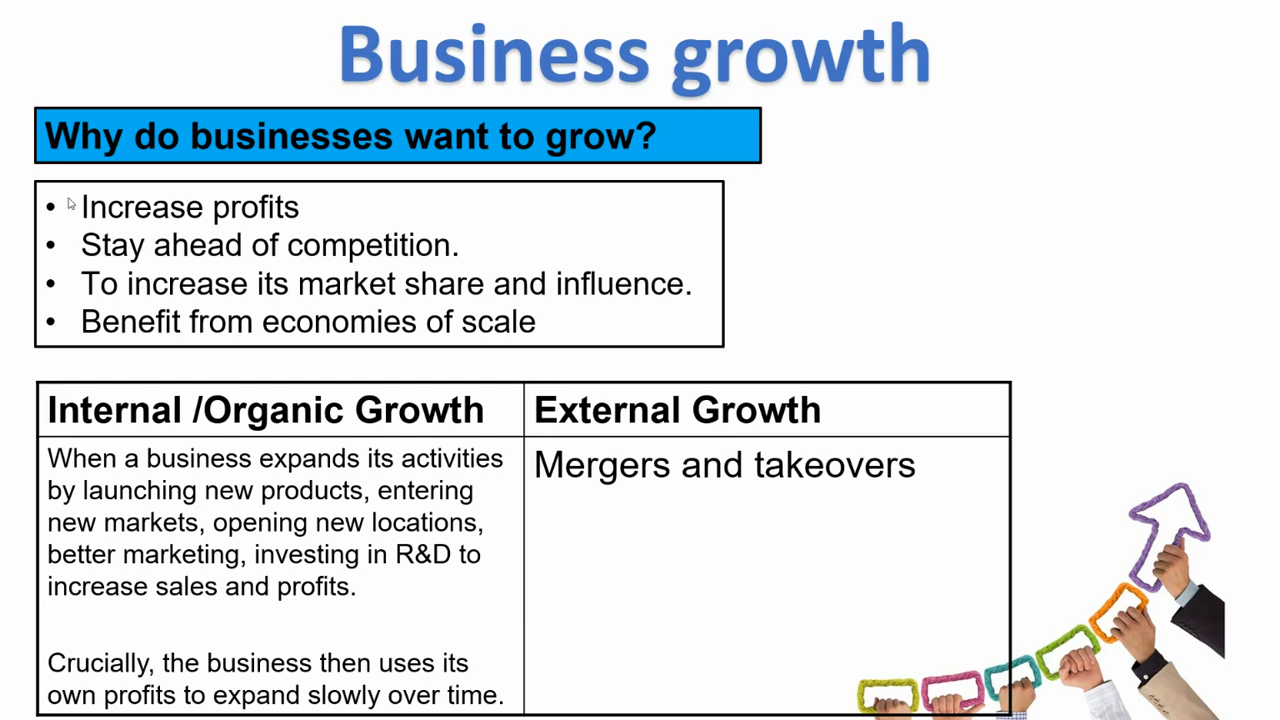 Business growth
Why do businesses want to grow?
• Increase profits
• Stay ahead of competition.
• To increase its market share and influence.
• Benefit from economies of scale
Internal /Organic Growth
When a business expands its activities
by launching new products, entering
new markets, opening new locations,
better marketing, investing in R&D to
increase sales and profits.
Crucially, the business then uses its
own profits to expand slowly over time.
External Growth
Mergers and takeovers